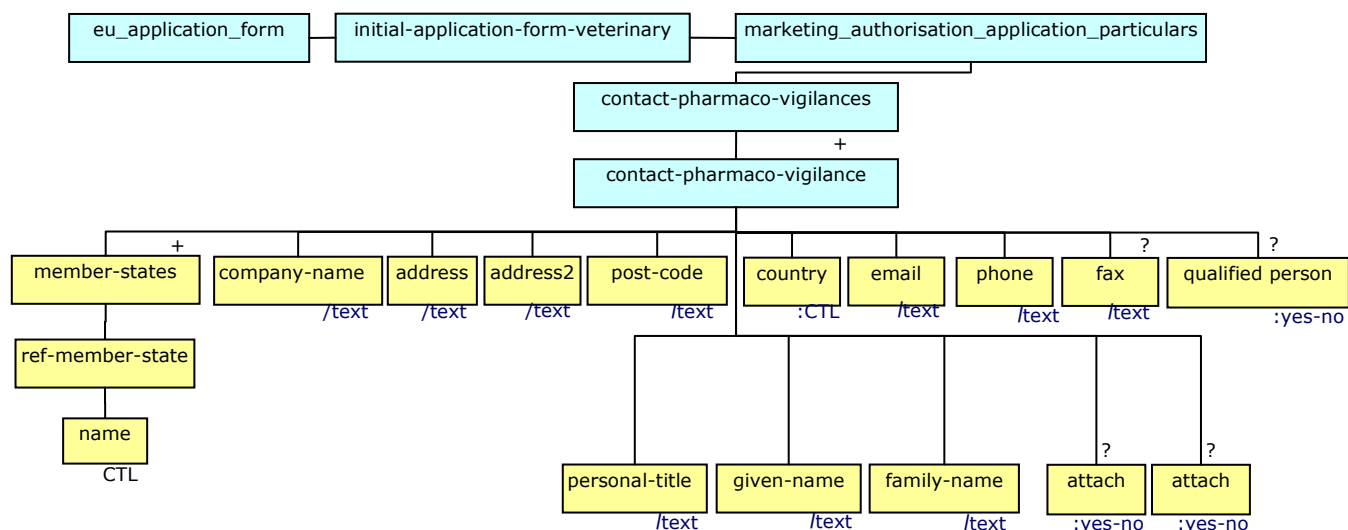 eu_application_form
initial-application-form-veterinary
marketing_authorisation_application_particulars
contact-pharmaco-vigilances
+
contact-pharmaco-vigilance
+
?
?
member-states
company-name
address
address2
post-code
country
email
phone
fax
qualified person
/text
/text
/text
/text
:CTL
/text
/text
/text
:yes-no
ref-member-state
name
CTL
?
?
personal-title
given-name
family-name
attach
attach
/text
/text
/text
:yes-no
:yes-no